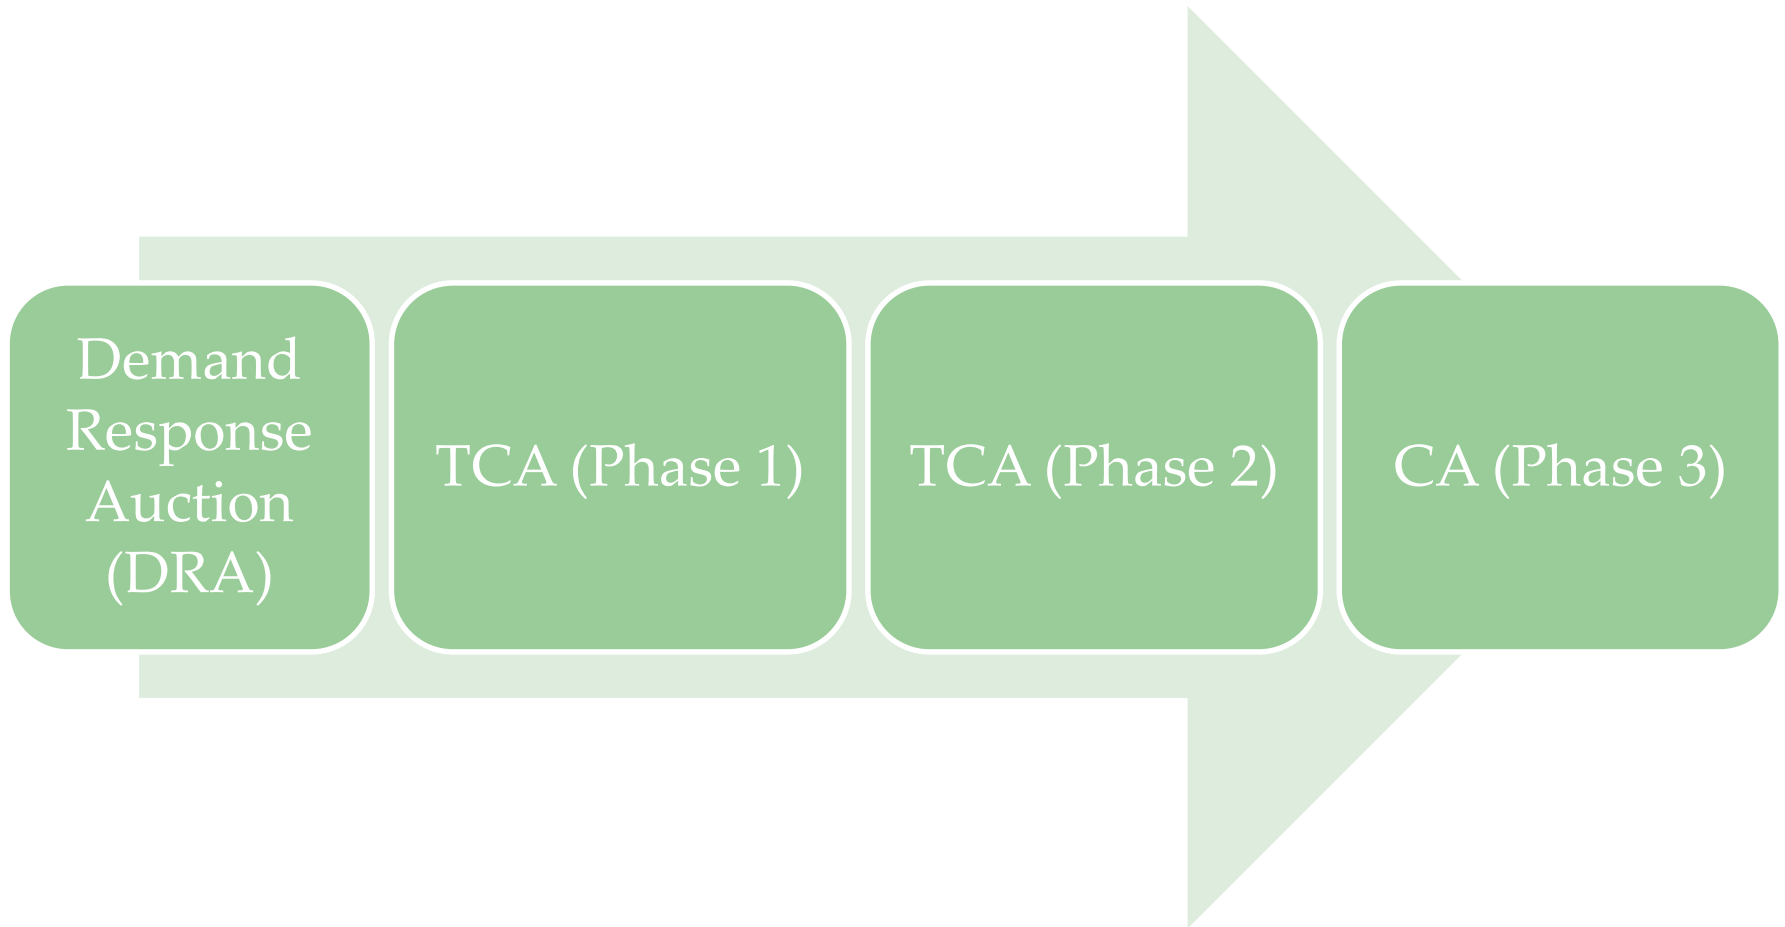 Demand
Response
Auction
(DRA)
TCA (Phase 1)
TCA (Phase 2)
CA (Phase 3)